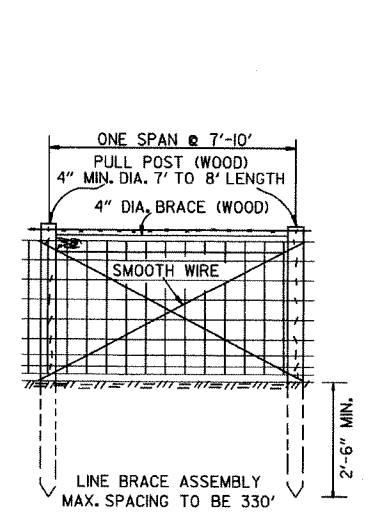 ONE SPAN @ 7'-10'
PULL POST (WOOD)
4" MIN. DIA. 7' TO 8' LENGTH
4" DIA. BRACE (WOOD)
SMOOTH WIRE
2'-6" MIN.
LINE BRACE ASSEMBLY
MAX. SPACING TO BE 330'